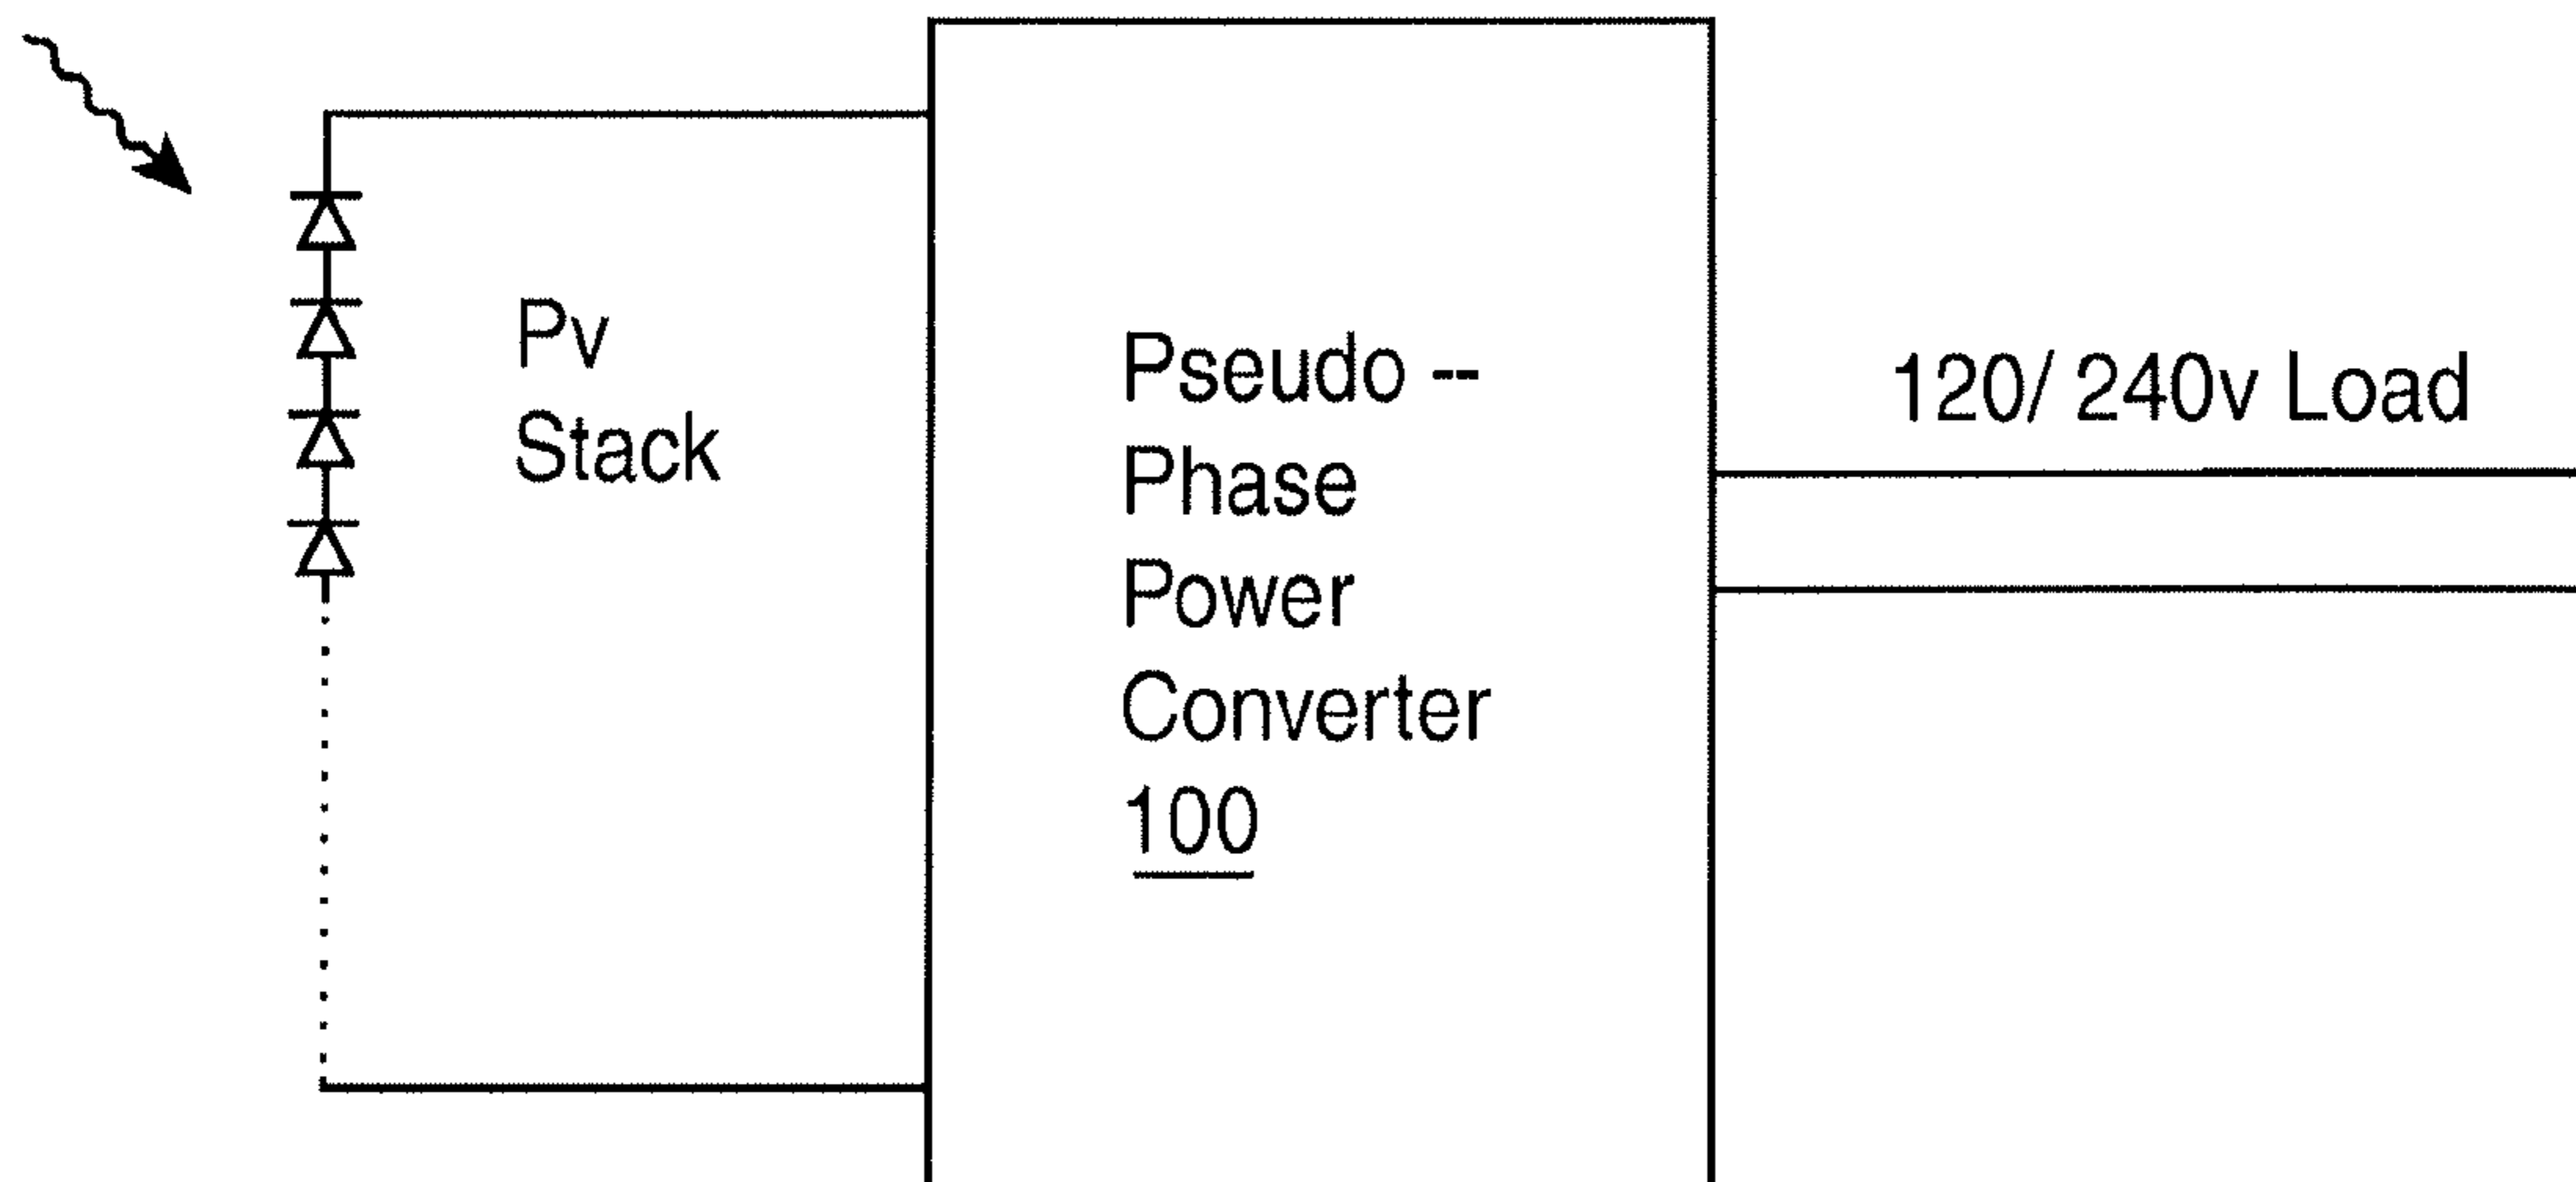 Pv
Stack
Pseudo --
Phase
Power
Converter
100
120/ 240v Load